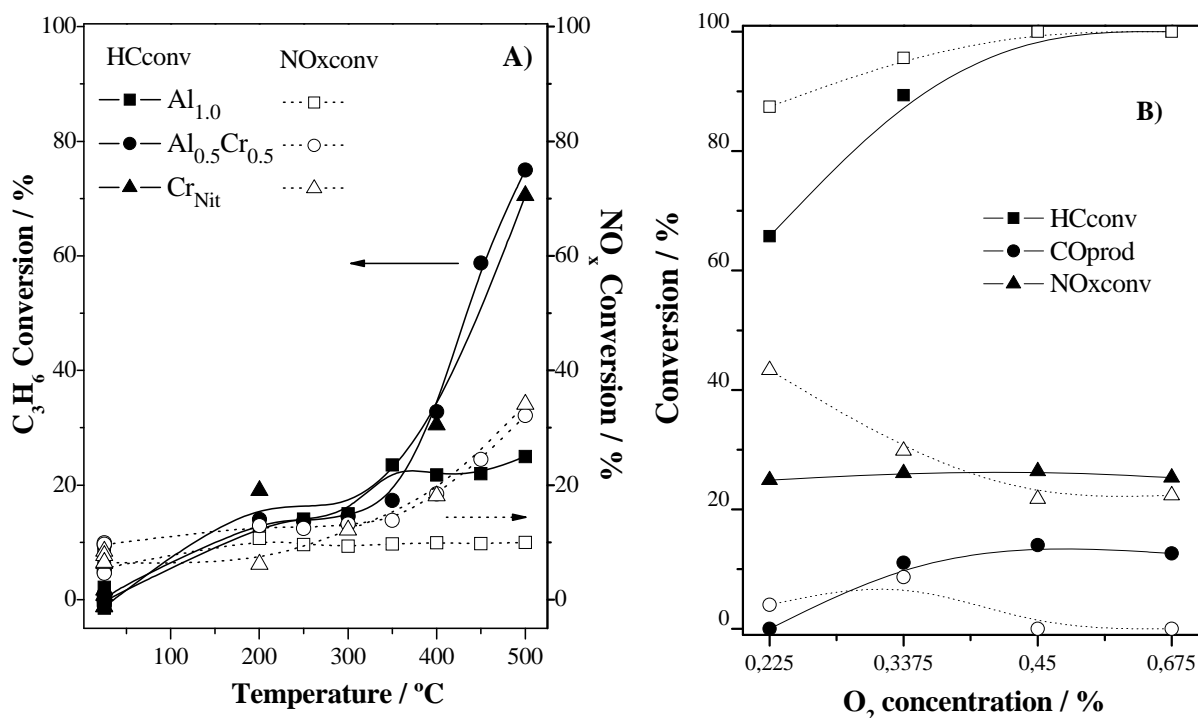 A)
HCconv NOxconv
Al1.0
Al0.5Cr0.5
CrNit
C3H6 Conversion / %
100
80
60
40
20
0
100 200 300 400 500
Temperature / ºC
100
80
60
40
20
0
NOx Conversion / %
B)
HCconv
COprod
NOxconv
Conversion / %
100
80
60
40
20
0
0,225 0,3375 0,45 0,675
O2 concentration / %